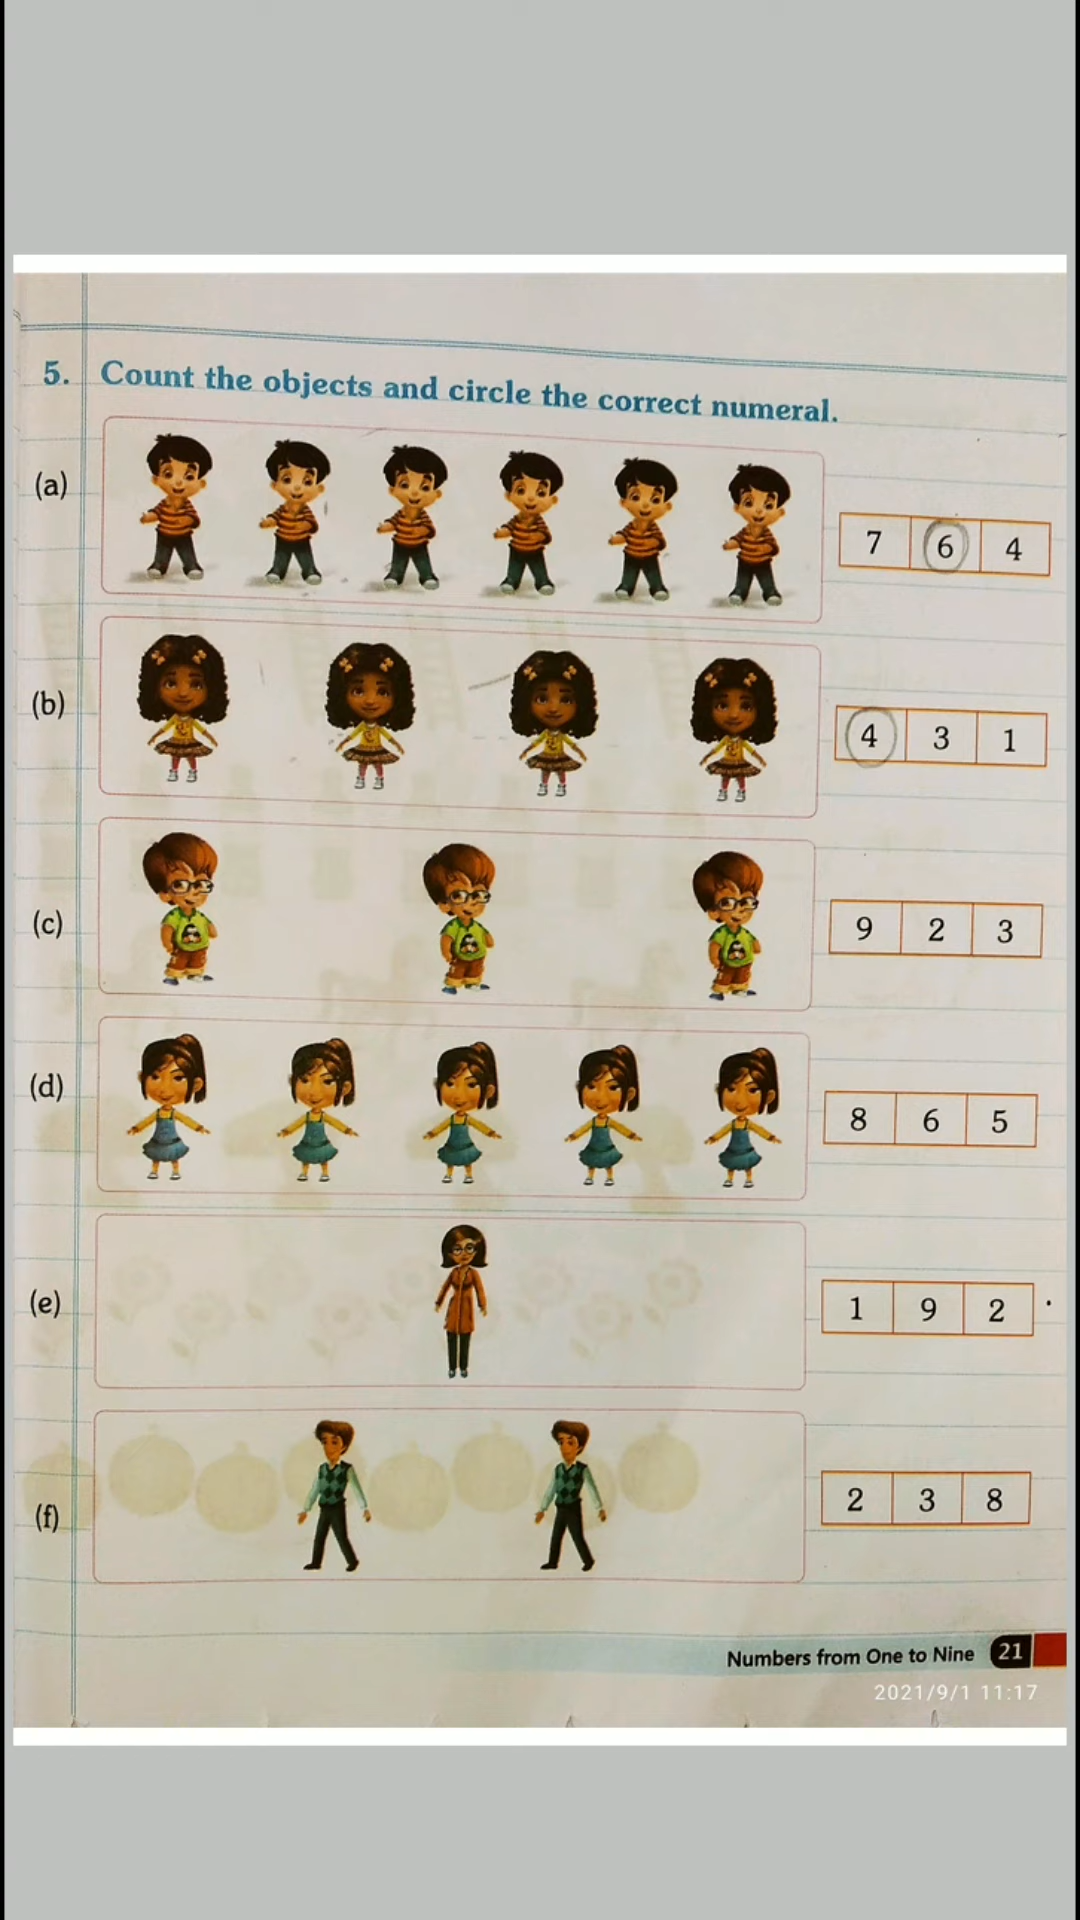 5. Count the objects and circle the correct numeral.
(a)
7 6 4
(b)
4 3 1
(c)
9 2 3
(d)
8 6 5
(e)
1 9 2
(f)
2 3 8
Numbers from One to Nine 21
2021/9/1 11:17